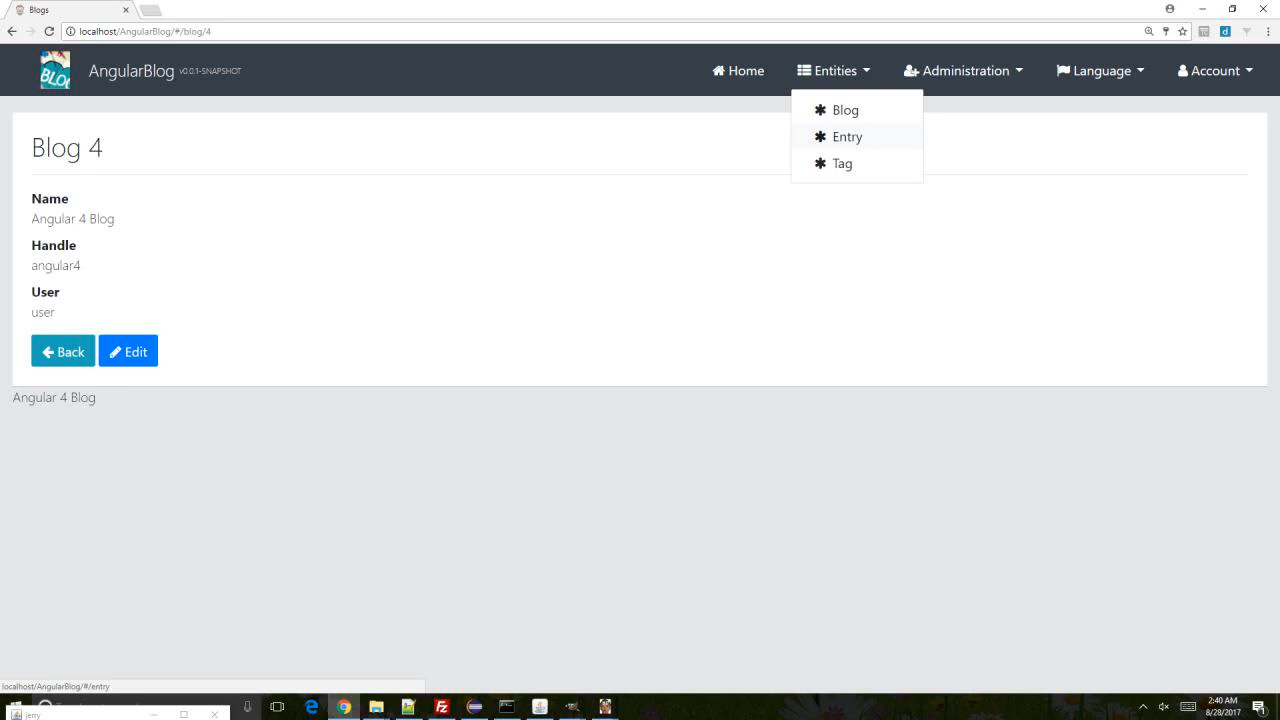 Blogs
localhost/AngularBlog/#/blog/4
BLO
AngularBlog v0.0.1-SNAPSHOT
Home
Entities
Administration
Language
Account
Blog
Entry
Tag
Blog 4
Name
Angular 4 Blog
Handle
angular4
User
user
Back
Edit
Angular 4 Blog
localhost/AngularBlog/#/entry
2:40 AM
8/28/2017
jerry